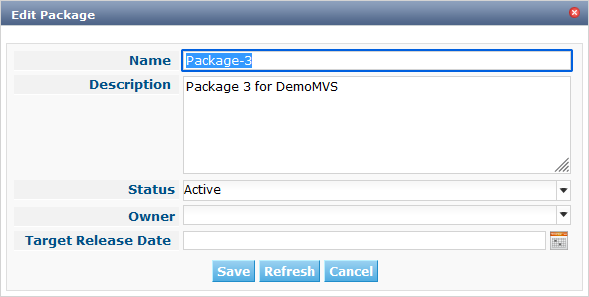 Edit Package
Name Package-3
Description Package 3 for DemoMVS
Status Active
Owner
Target Release Date
Save Refresh Cancel